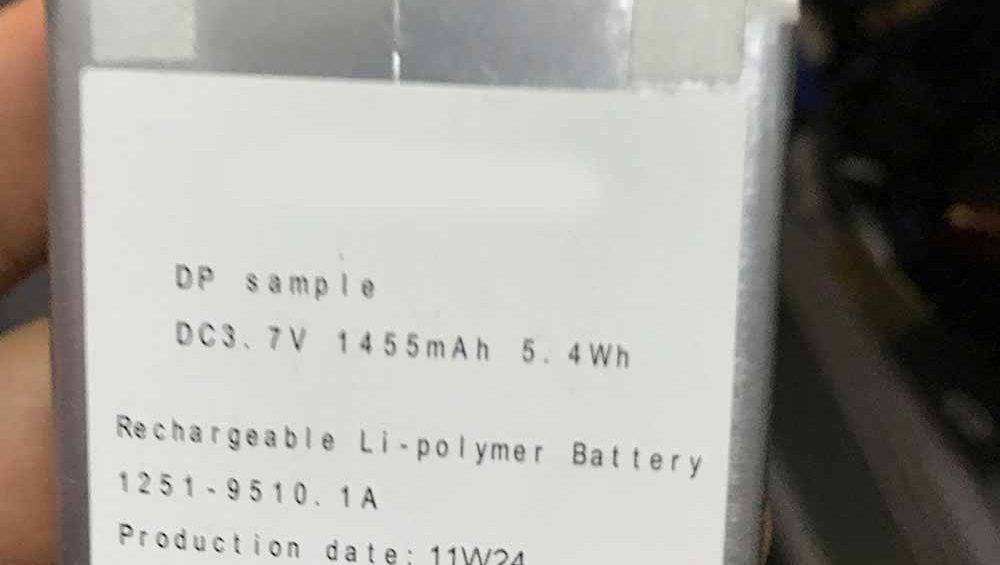 DP sample
DC3.7V 1455mAh 5.4Wh
Rechargeable Li-polymer Battery
1251-9510.1A
Production date: 11W24